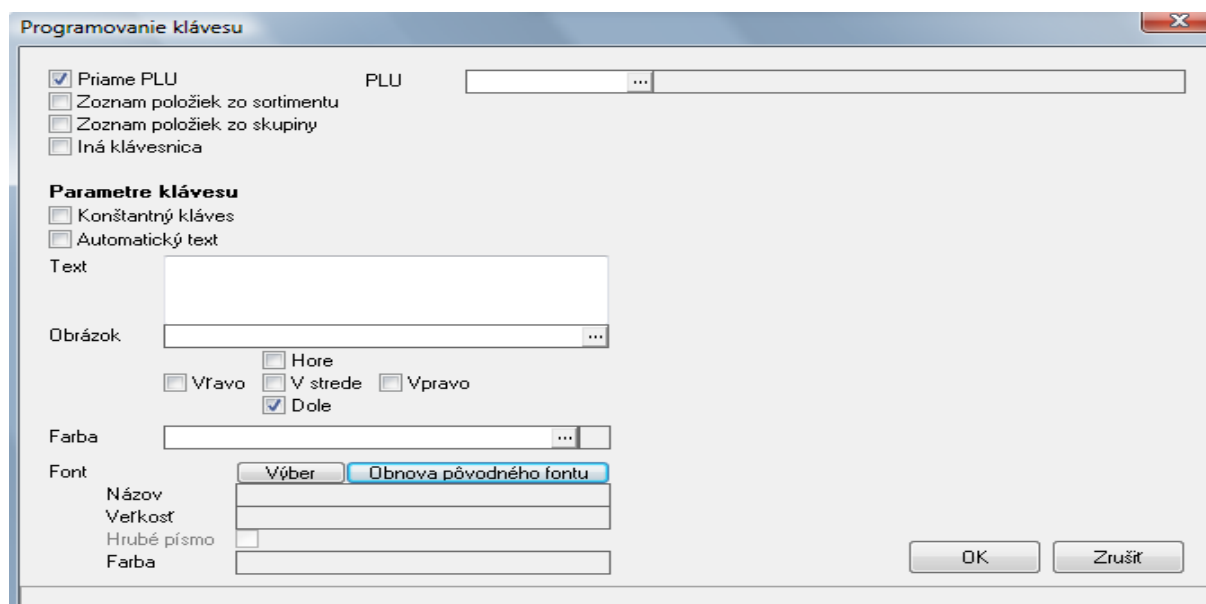 Programovanie klávesu
Priame PLU PLU ...
Zoznam položiek zo sortimentu
Zoznam položiek zo skupiny
Iná klávesnica
Parametre klávesu
Konštantný kláves
Automatický text
Text
Obrázok ...
Hore
Vľavo V strede Vpravo
Dole
Farba ...
Font Výber Obnova pôvodného fontu
Názov
Veľkosť
Hrubé písmo
Farba
OK Zrušiť